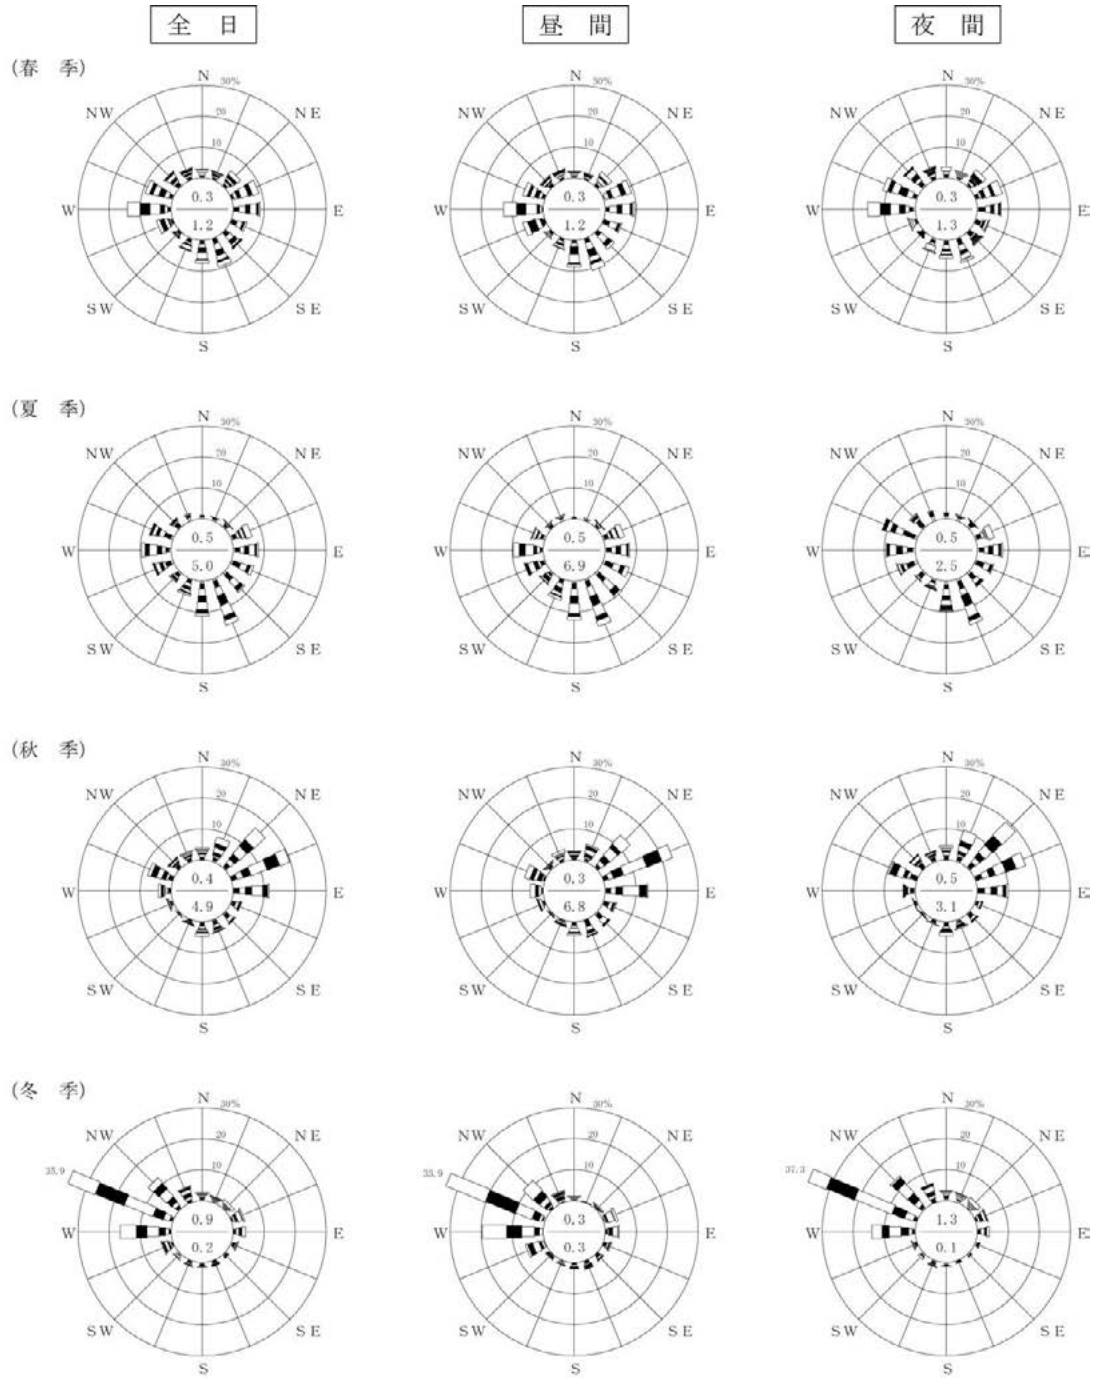 全 日 昼 間 夜 間
(春 季)
N 30% N 30% N 30%
NW 20 NE NW 20 NE NW 20 NE
10 10 10
W 0.3 E W 0.3 E W 0.3 E
1.2 1.2 1.3
SW SE SW SE SW SE
S S S
(夏 季)
N 30% N 30% N 30%
NW 20 NE NW 20 NE NW 20 NE
10 10 10
W 0.5 E W 0.5 E W 0.5 E
5.0 6.9 2.5
SW SE SW SE SW SE
S S S
(秋 季)
N 30% N 30% N 30%
NW 20 NE NW 20 NE NW 20 NE
10 10 10
W 0.4 E W 0.3 E W 0.5 E
4.9 6.8 3.1
SW SE SW SE SW SE
S S S
(冬 季)
N 30% N 30% N 30%
NW 20 NE NW 20 NE NW 20 NE
10 10 10
37.3
W 0.9 E W 0.3 E W 1.3 E
0.2 0.3 0.1
SW SE SW SE SW SE
S S S